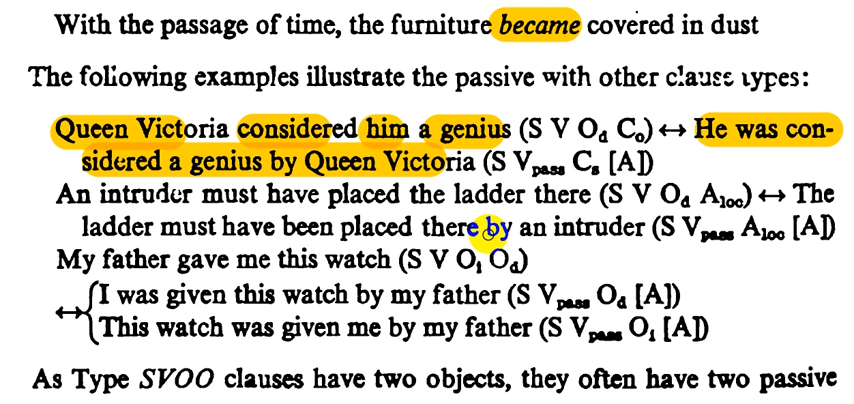 With the passage of time, the furniture became covered in dust
The following examples illustrate the passive with other clause types:
Queen Victoria considered him a genius (S V Od Co) ↔ He was con-
sidered a genius by Queen Victoria (S Vpass Cs [A])
An intruder must have placed the ladder there (S V Od Aloc) ↔ The
ladder must have been placed there by an intruder (S Vpass Aloc [A])
My father gave me this watch (S V Oi Od)
↔ {I was given this watch by my father (S Vpass Od [A])
This watch was given me by my father (S Vpass Oi [A])
As Type SVOO clauses have two objects, they often have two passive